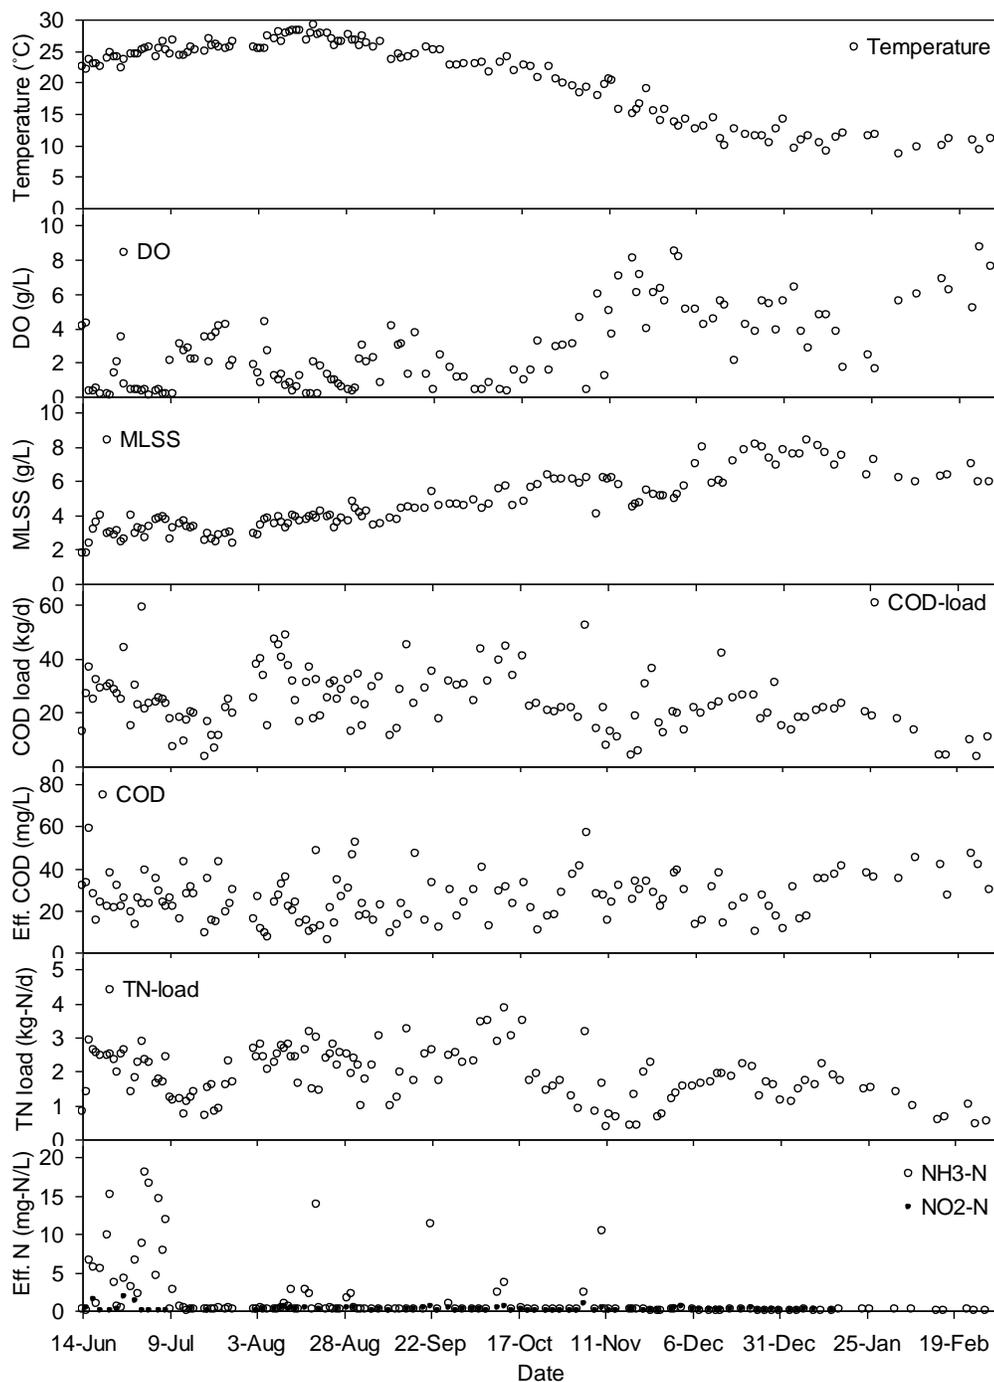 30
25
20
15
10
5
0
Temperature (˚C)
Temperature
10
8
6
4
2
0
DO (g/L)
DO
10
8
6
4
2
0
MLSS (g/L)
MLSS
60
40
20
0
COD load (kg/d)
COD-load
80
60
40
20
0
Eff. COD (mg/L)
COD
5
4
3
2
1
0
TN load (kg-N/d)
TN-load
20
15
10
5
0
Eff. N (mg-N/L)
NH3-N
NO2-N
14-Jun 9-Jul 3-Aug 28-Aug 22-Sep 17-Oct 11-Nov 6-Dec 31-Dec 25-Jan 19-Feb
Date